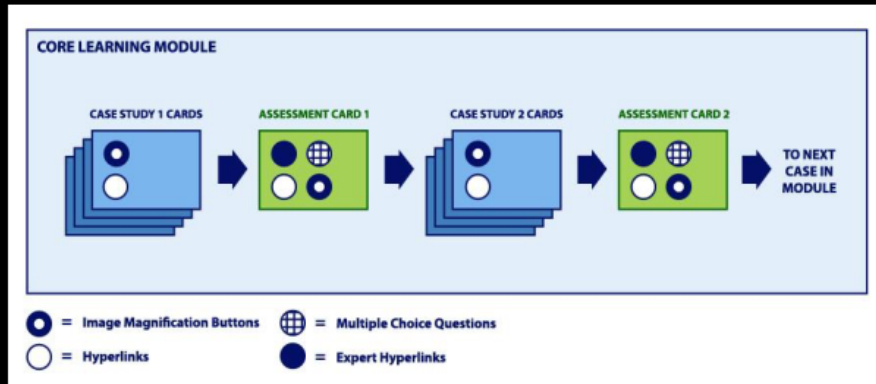 CORE LEARNING MODULE
CASE STUDY 1 CARDS
ASSESSMENT CARD 1
CASE STUDY 2 CARDS
ASSESSMENT CARD 2
TO NEXT
CASE IN
MODULE
= Image Magnification Buttons
= Multiple Choice Questions
= Hyperlinks
= Expert Hyperlinks